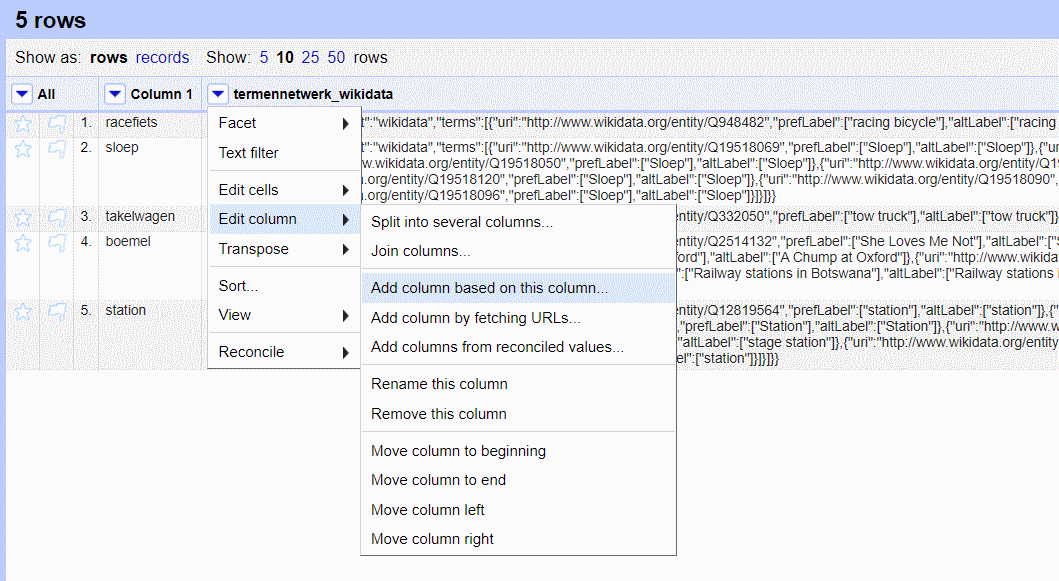 5 rows
Show as: rows records Show: 5 10 25 50 rows
All Column 1 termennetwerk_wikidata
1. racefiets t":"wikidata","terms":[{"uri":"http://www.wikidata.org/entity/Q948482","prefLabel":["racing bicycle"],"altLabel":["racing
2. sloep t":"wikidata","terms":[{"uri":"http://www.wikidata.org/entity/Q19518069","prefLabel":["Sloep"],"altLabel":["Sloep"]},{"u
w.wikidata.org/entity/Q19518050","prefLabel":["Sloep"],"altLabel":["Sloep"]},{"uri":"http://www.wikidata.org/entity/Q19
.org/entity/Q19518120","prefLabel":["Sloep"],"altLabel":["Sloep"]},{"uri":"http://www.wikidata.org/entity/Q19518090",
.org/entity/Q19518096","prefLabel":["Sloep"],"altLabel":["Sloep"]}]}]}}
3. takelwagen entity/Q332050","prefLabel":["tow truck"],"altLabel":["tow truck"]}
4. boemel entity/Q2514132","prefLabel":["She Loves Me Not"],"altLabel":["S
ord"],"altLabel":["A Chump at Oxford"]},{"uri":"http://www.wikid
":["Railway stations in Botswana"],"altLabel":["Railway stations i
5. station entity/Q12819564","prefLabel":["station"],"altLabel":["station"]},{"
,"prefLabel":["Station"],"altLabel":["Station"]},{"uri":"http://www.w
"altLabel":["stage station"]},{"uri":"http://www.wikidata.org/entity/
el":["station"]}]}]}}
Facet
Text filter
Edit cells
Edit column
Transpose
Sort...
View
Reconcile
Split into several columns...
Join columns...
Add column based on this column...
Add column by fetching URLs...
Add columns from reconciled values...
Rename this column
Remove this column
Move column to beginning
Move column to end
Move column left
Move column right